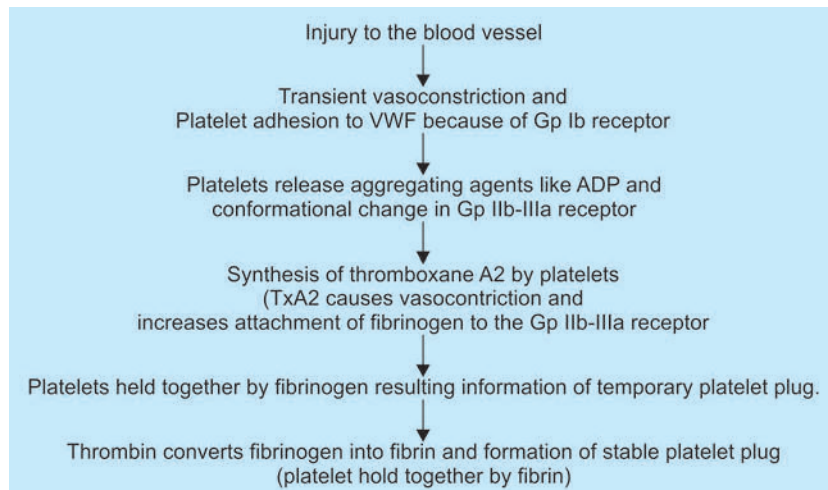 Injury to the blood vessel
Transient vasoconstriction and
Platelet adhesion to VWF because of Gp Ib receptor
Platelets release aggregating agents like ADP and
conformational change in Gp IIb-IIIa receptor
Synthesis of thromboxane A2 by platelets
(TxA2 causes vasocontriction and
increases attachment of fibrinogen to the Gp IIb-IIIa receptor
Platelets held together by fibrinogen resulting information of temporary platelet plug.
Thrombin converts fibrinogen into fibrin and formation of stable platelet plug
(platelet hold together by fibrin)